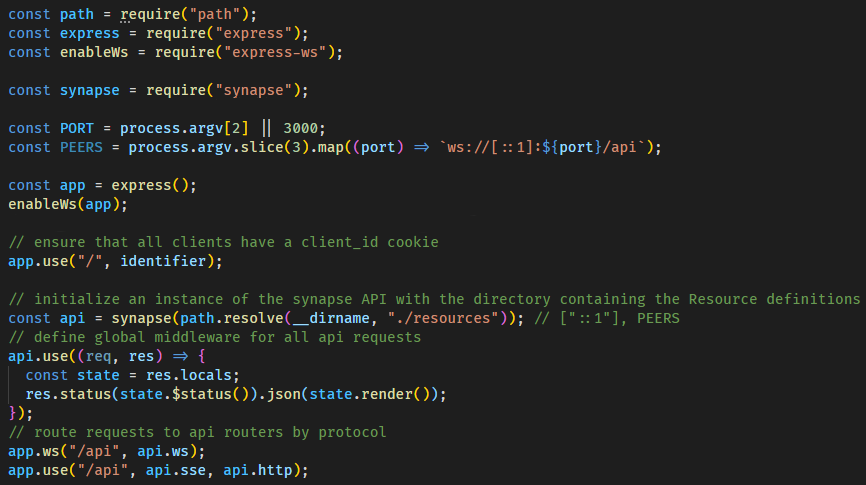 const path = require("path");
const express = require("express");
const enableWs = require("express-ws");

const synapse = require("synapse");

const PORT = process.argv[2] || 3000;
const PEERS = process.argv.slice(3).map((port) => `ws://[::1]:${port}/api`);

const app = express();
enableWs(app);

// ensure that all clients have a client_id cookie
app.use("/", identifier);

// initialize an instance of the synapse API with the directory containing the Resource definitions
const api = synapse(path.resolve(__dirname, "./resources")); // ["::1"], PEERS
// define global middleware for all api requests
api.use((req, res) => {
  const state = res.locals;
  res.status(state.$status()).json(state.render());
});
// route requests to api routers by protocol
app.ws("/api", api.ws);
app.use("/api", api.sse, api.http);